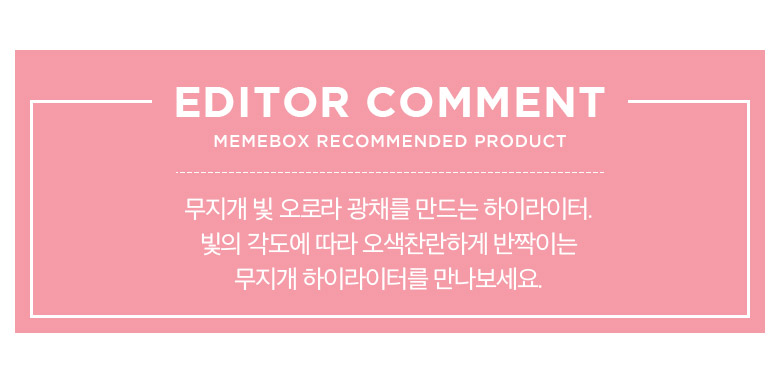 EDITOR COMMENT
MEMEBOX RECOMMENDED PRODUCT
무지개 빛 오로라 광채를 만드는 하이라이터.
빛의 각도에 따라 오색찬란하게 반짝이는
무지개 하이라이터를 만나보세요.